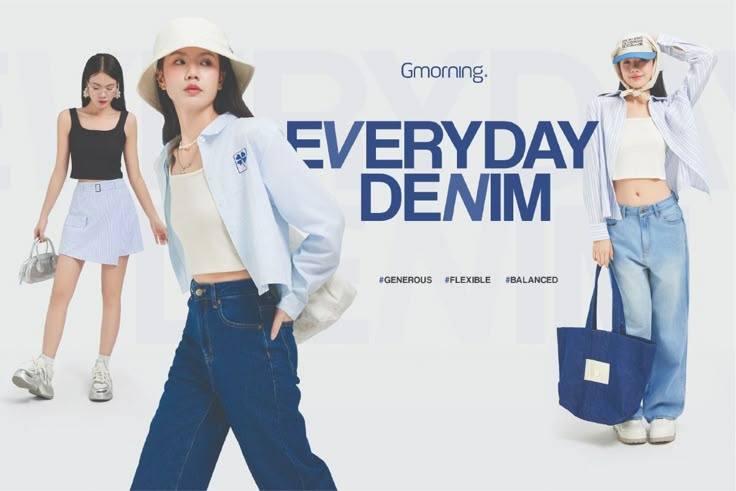 Gmorning.
EVERYDAY
DENIM
#GENEROUS #FLEXIBLE #BALANCED